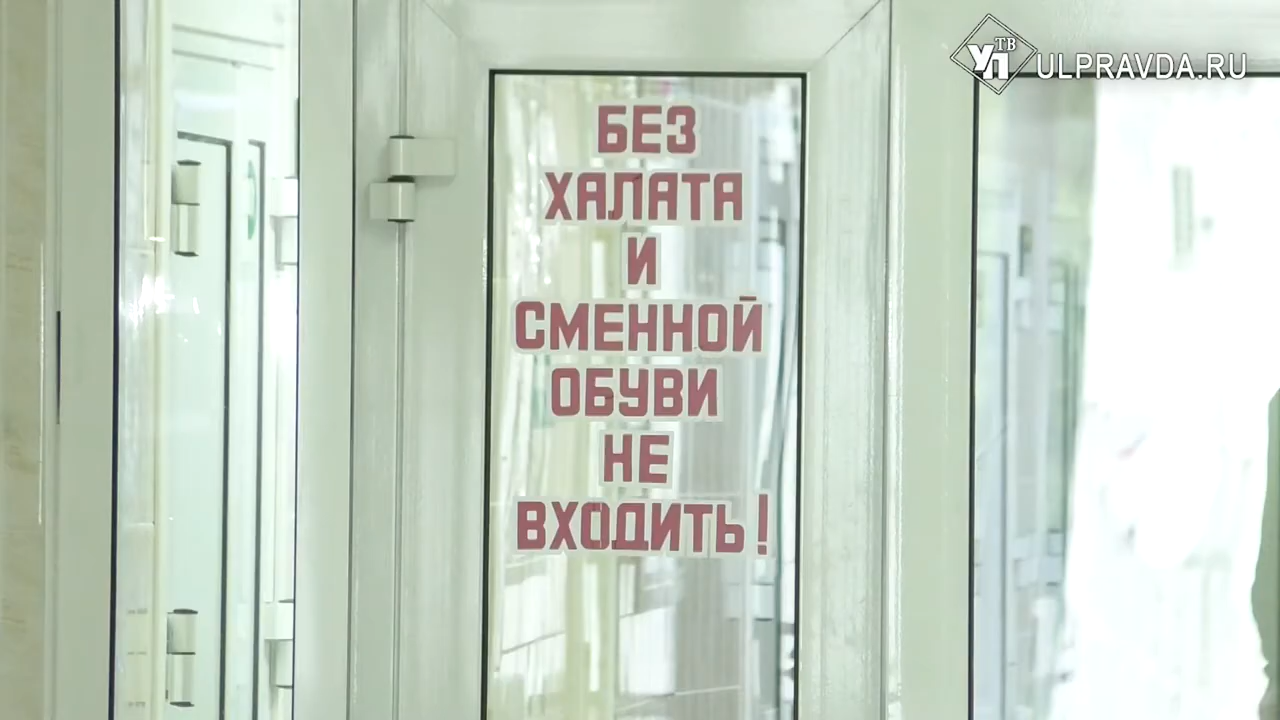 УП ТВ ULPRAVDA.RU
БЕЗ
ХАЛАТА
И
СМЕННОЙ
ОБУВИ
НЕ
ВХОДИТЬ!